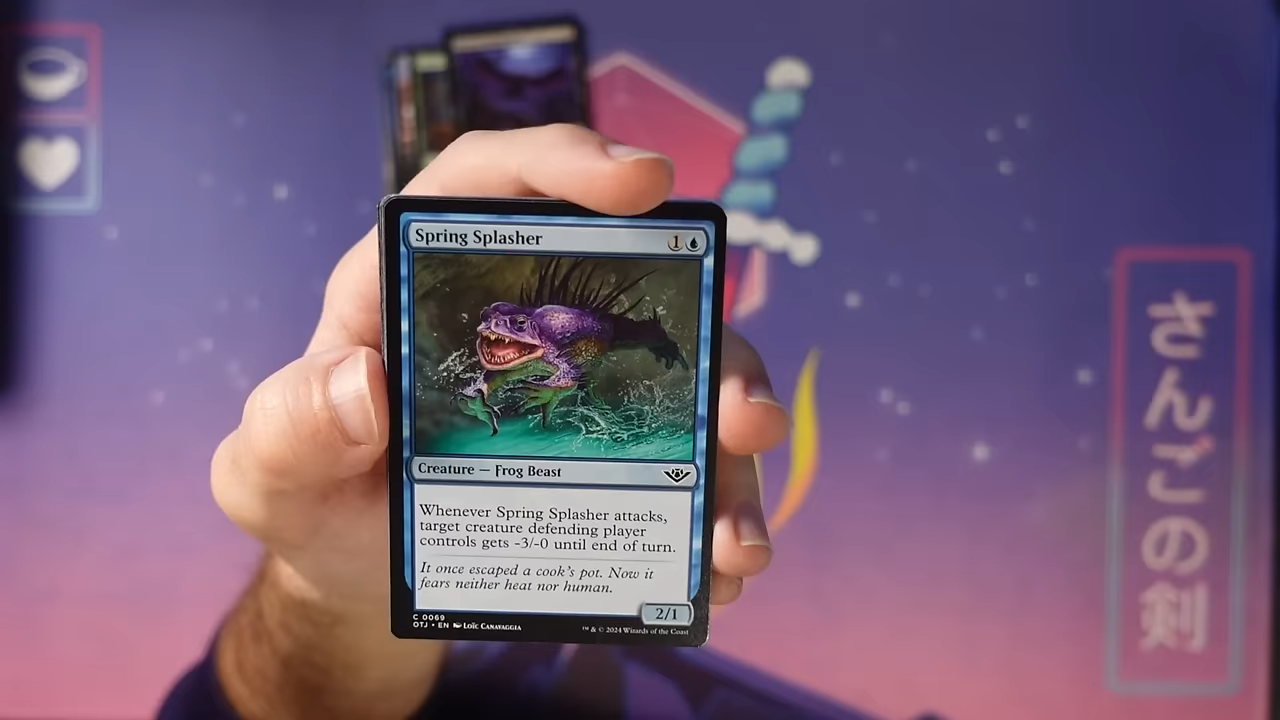 Spring Splasher 1
Creature — Frog Beast
Whenever Spring Splasher attacks,
target creature defending player
controls gets -3/-0 until end of turn.
It once escaped a cook's pot. Now it
fears neither heat nor human.
2/1
C 0069
OTJ • EN Loïc Canavaggia
™ & © 2024 Wizards of the Coast
さんごの剣